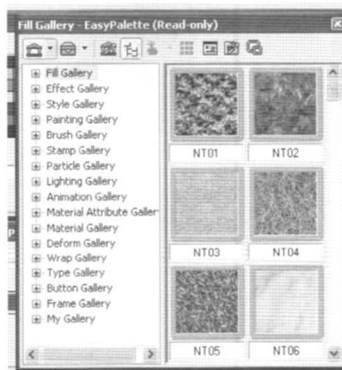 Fill Gallery - EasyPalette (Read-only)
Fill Gallery
Effect Gallery
Style Gallery
Painting Gallery
Brush Gallery
Stamp Gallery
Particle Gallery
Lighting Gallery
Animation Gallery
Material Attribute Galler
Material Gallery
Deform Gallery
Wrap Gallery
Type Gallery
Button Gallery
Frame Gallery
My Gallery
NT01 NT02
NT03 NT04
NT05 NT06
P